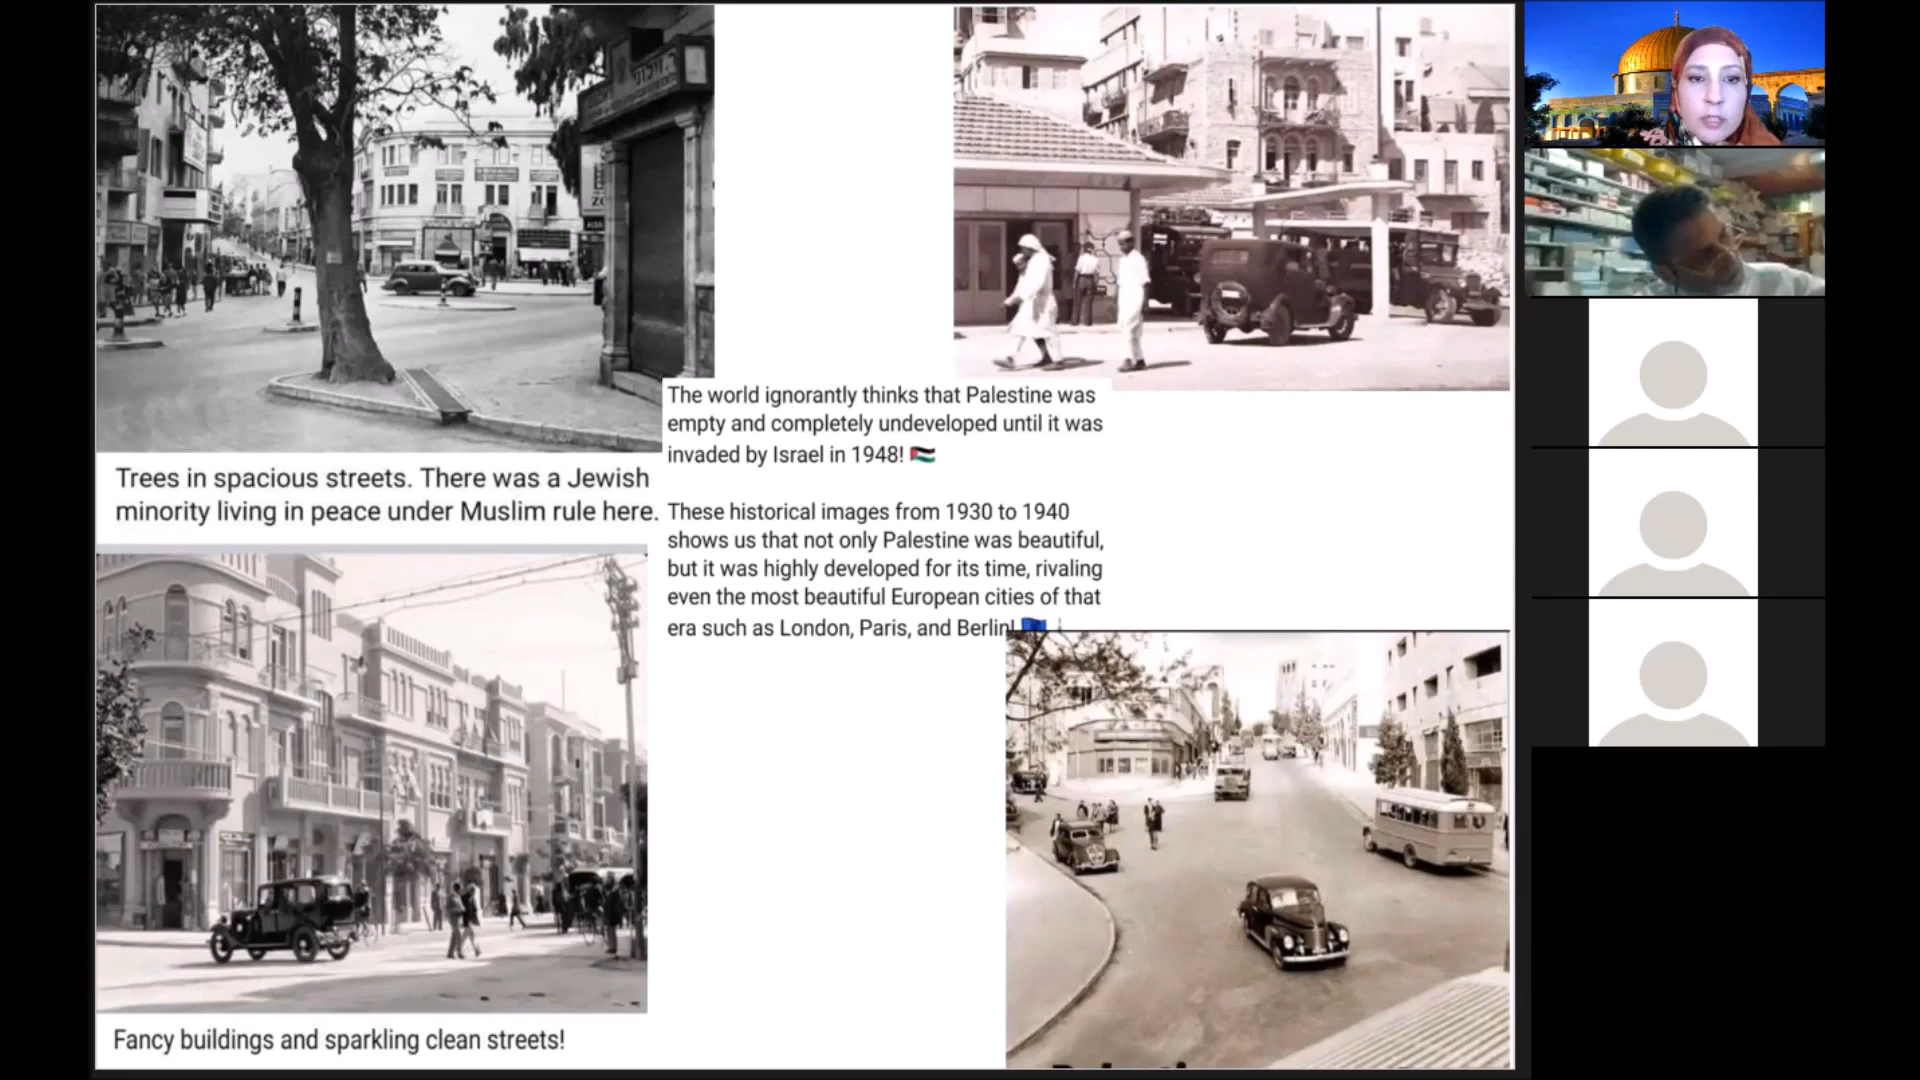 Trees in spacious streets. There was a Jewish
minority living in peace under Muslim rule here.
The world ignorantly thinks that Palestine was
empty and completely undeveloped until it was
invaded by Israel in 1948! 🇵🇸
These historical images from 1930 to 1940
shows us that not only Palestine was beautiful,
but it was highly developed for its time, rivaling
even the most beautiful European cities of that
era such as London, Paris, and Berlin!
Fancy buildings and sparkling clean streets!